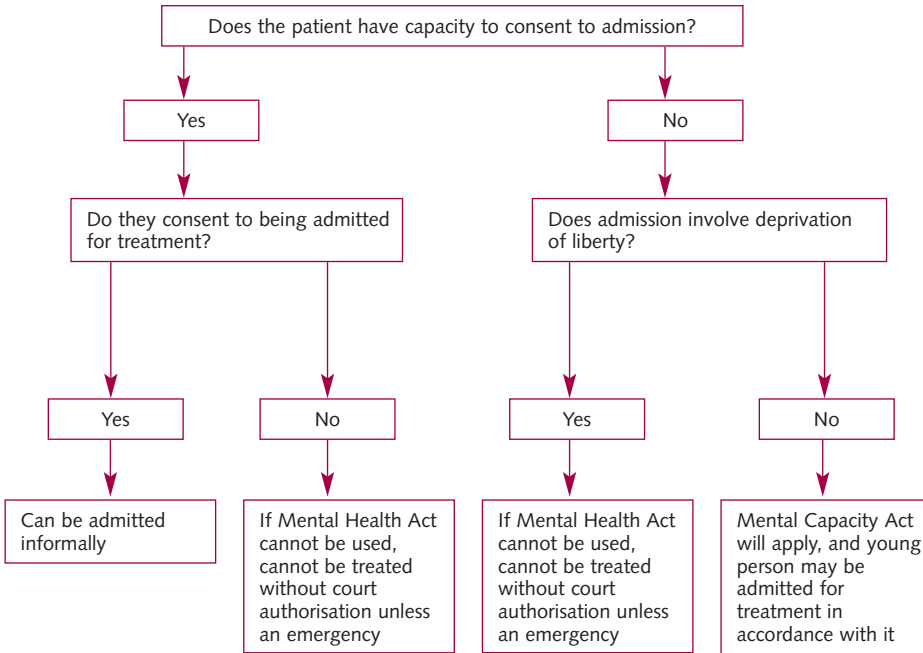 Does the patient have capacity to consent to admission?
Yes
No
Do they consent to being admitted
for treatment?
Does admission involve deprivation
of liberty?
Yes
No
Yes
No
Can be admitted
informally
If Mental Health Act
cannot be used,
cannot be treated
without court
authorisation unless
an emergency
If Mental Health Act
cannot be used,
cannot be treated
without court
authorisation unless
an emergency
Mental Capacity Act
will apply, and young
person may be
admitted for
treatment in
accordance with it